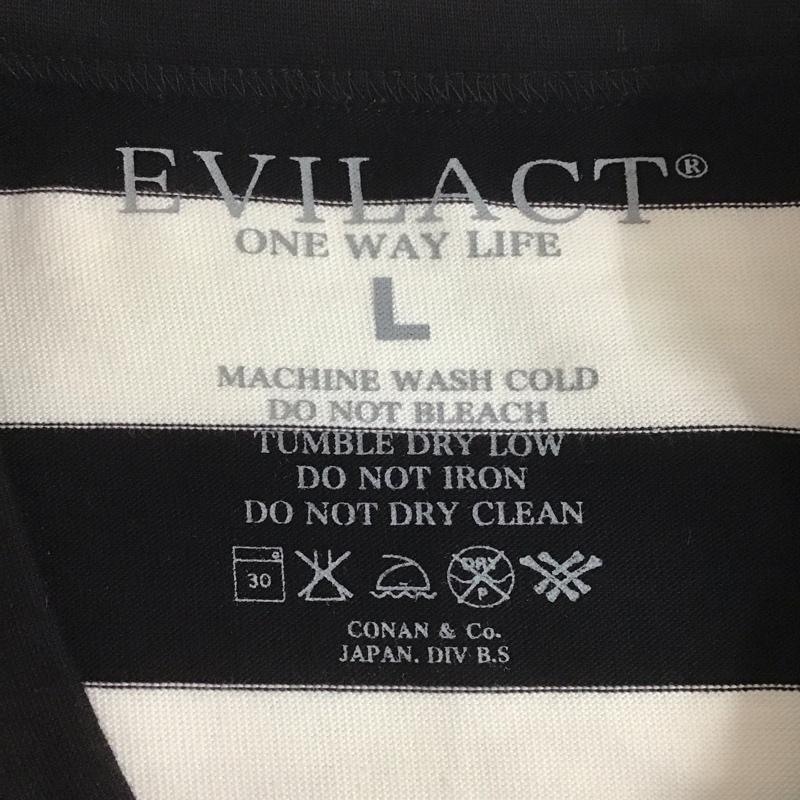 EVILACT®
ONE WAY LIFE
L
MACHINE WASH COLD
DO NOT BLEACH
TUMBLE DRY LOW
DO NOT IRON
DO NOT DRY CLEAN
30 DRY P
CONAN & Co.
JAPAN. DIV B.S